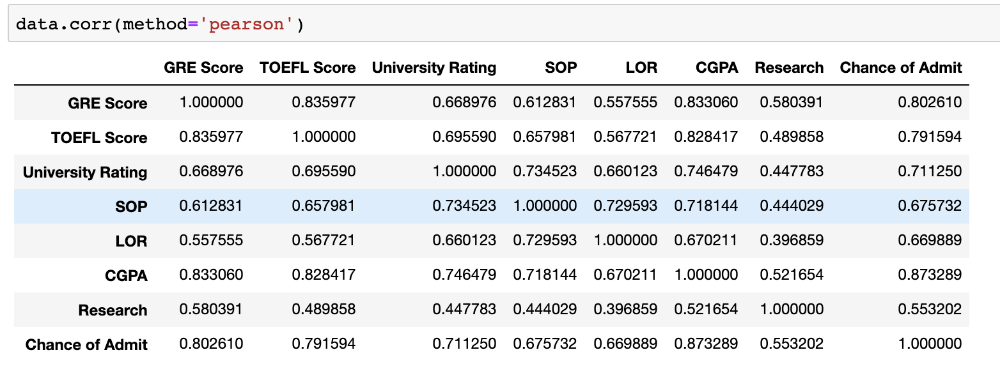 data.corr(method='pearson')
GRE Score TOEFL Score University Rating SOP LOR CGPA Research Chance of Admit
GRE Score 1.000000 0.835977 0.668976 0.612831 0.557555 0.833060 0.580391 0.802610
TOEFL Score 0.835977 1.000000 0.695590 0.657981 0.567721 0.828417 0.489858 0.791594
University Rating 0.668976 0.695590 1.000000 0.734523 0.660123 0.746479 0.447783 0.711250
SOP 0.612831 0.657981 0.734523 1.000000 0.729593 0.718144 0.444029 0.675732
LOR 0.557555 0.567721 0.660123 0.729593 1.000000 0.670211 0.396859 0.669889
CGPA 0.833060 0.828417 0.746479 0.718144 0.670211 1.000000 0.521654 0.873289
Research 0.580391 0.489858 0.447783 0.444029 0.396859 0.521654 1.000000 0.553202
Chance of Admit 0.802610 0.791594 0.711250 0.675732 0.669889 0.873289 0.553202 1.000000